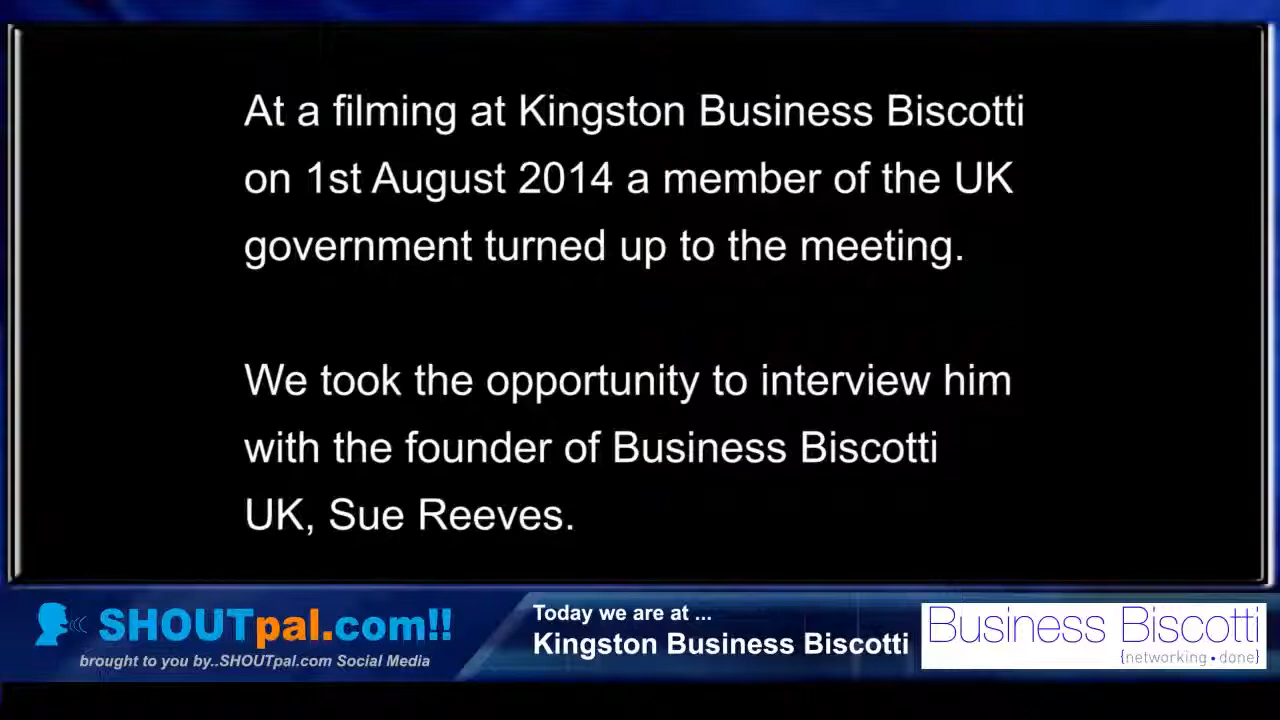 At a filming at Kingston Business Biscotti
on 1st August 2014 a member of the UK
government turned up to the meeting.
We took the opportunity to interview him
with the founder of Business Biscotti
UK, Sue Reeves.
SHOUTpal.com!!
brought to you by..SHOUTpal.com Social Media
Today we are at ...
Kingston Business Biscotti
Business Biscotti
{networking•done}